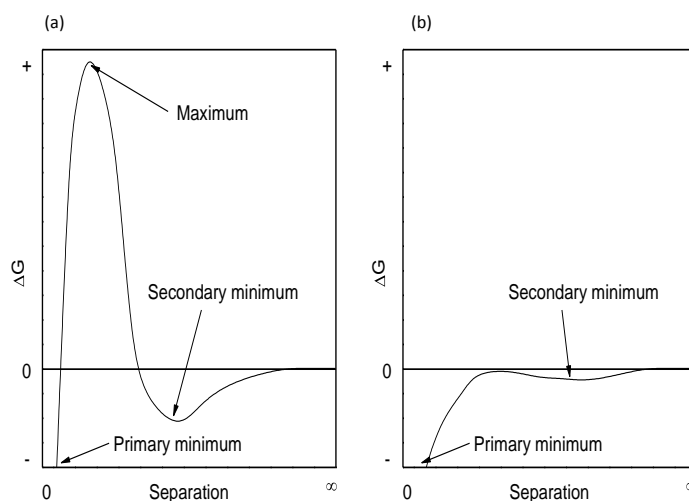 (a)
+
Maximum
ΔG
Secondary minimum
0
Primary minimum
-
0
Separation
∞
(b)
+
ΔG
Secondary minimum
0
Primary minimum
-
0
Separation
∞